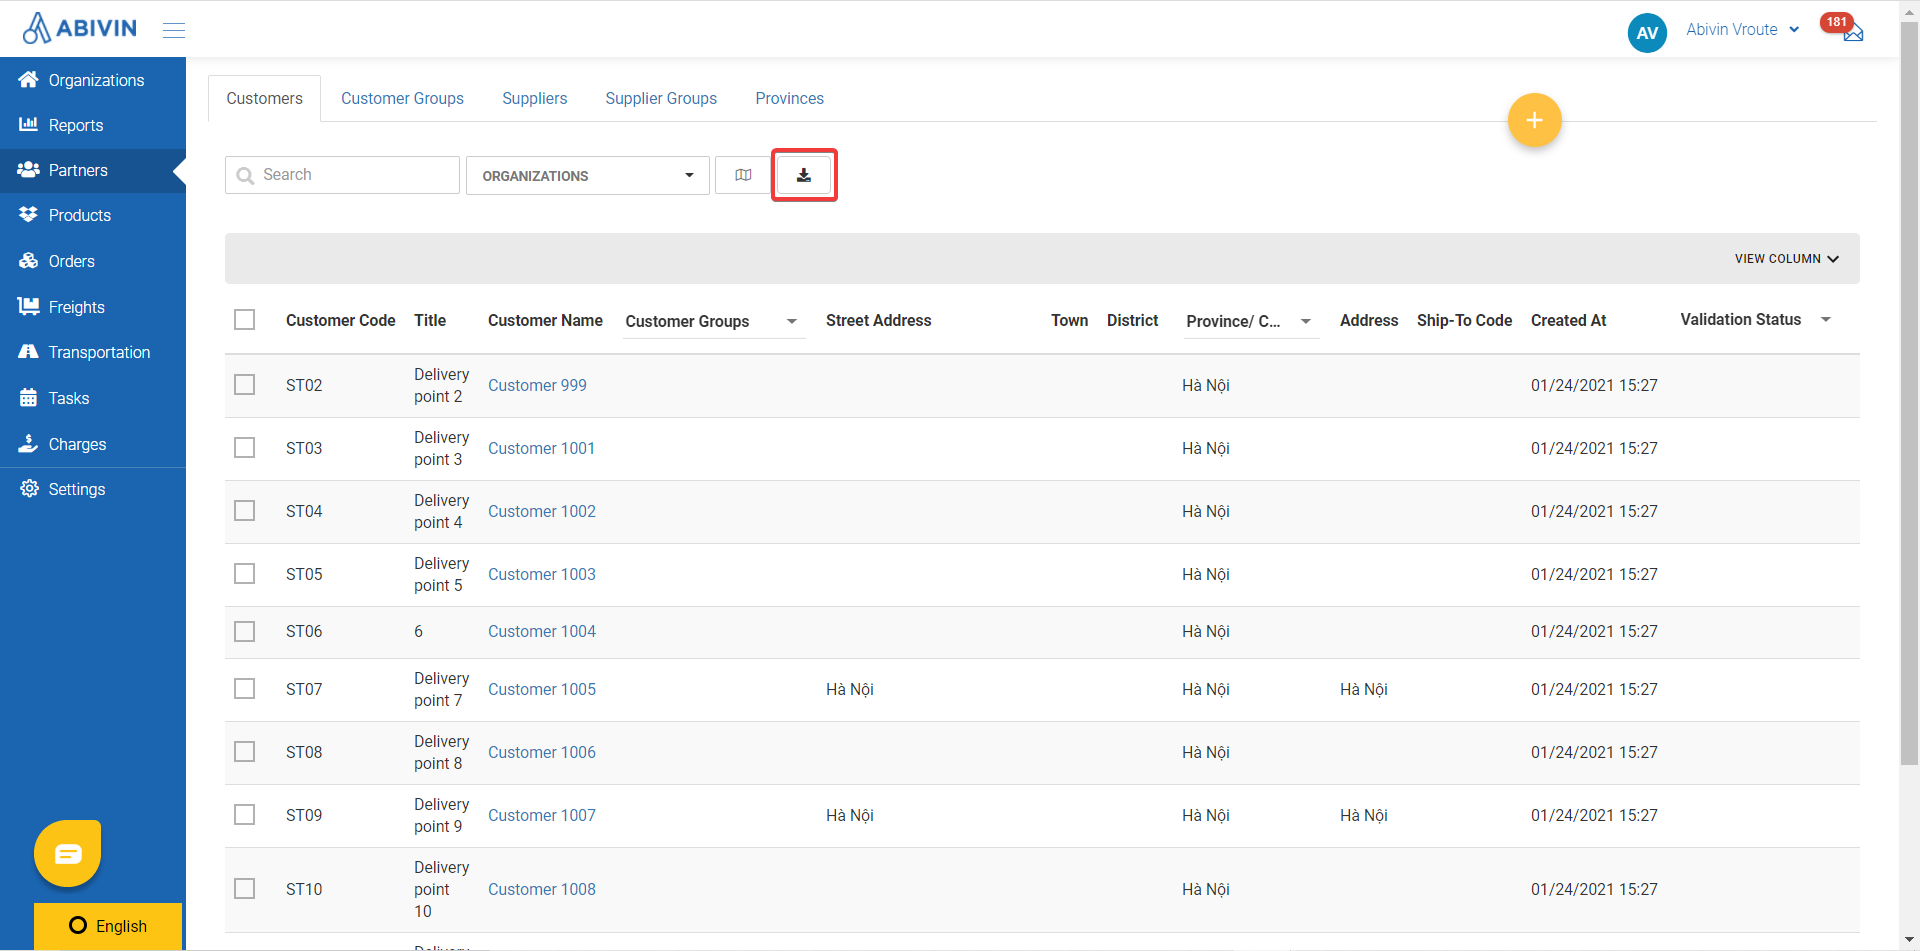 ABIVIN
AV
Abivin Vroute
181
Organizations
Reports
Partners
Products
Orders
Freights
Transportation
Tasks
Charges
Settings
English
Customers
Customer Groups
Suppliers
Supplier Groups
Provinces
+
Search
ORGANIZATIONS
VIEW COLUMN
Customer Code Title Customer Name Customer Groups Street Address Town District Province/ C... Address Ship-To Code Created At Validation Status
ST02 Delivery point 2 Customer 999 Hà Nội 01/24/2021 15:27
ST03 Delivery point 3 Customer 1001 Hà Nội 01/24/2021 15:27
ST04 Delivery point 4 Customer 1002 Hà Nội 01/24/2021 15:27
ST05 Delivery point 5 Customer 1003 Hà Nội 01/24/2021 15:27
ST06 6 Customer 1004 Hà Nội 01/24/2021 15:27
ST07 Delivery point 7 Customer 1005 Hà Nội Hà Nội Hà Nội 01/24/2021 15:27
ST08 Delivery point 8 Customer 1006 Hà Nội 01/24/2021 15:27
ST09 Delivery point 9 Customer 1007 Hà Nội Hà Nội Hà Nội 01/24/2021 15:27
ST10 Delivery point 10 Customer 1008 Hà Nội 01/24/2021 15:27